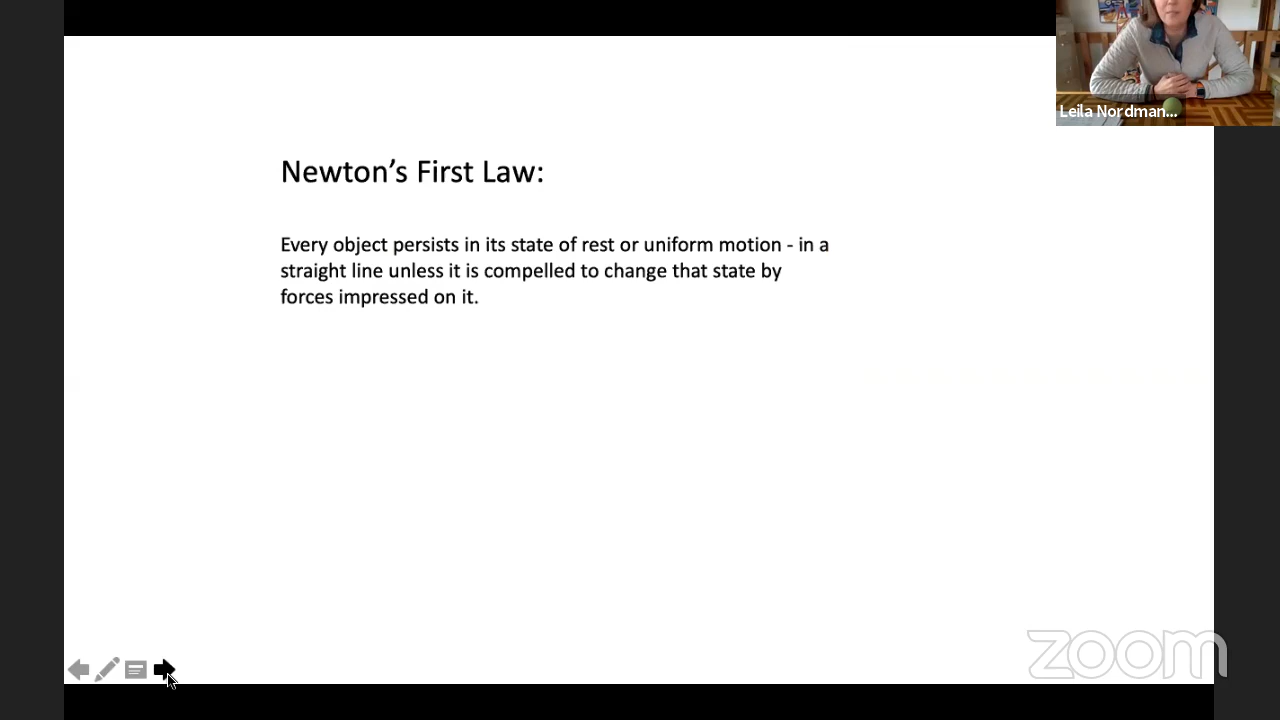 Leila Nordman...
Newton's First Law:
Every object persists in its state of rest or uniform motion - in a
straight line unless it is compelled to change that state by
forces impressed on it.
zoom